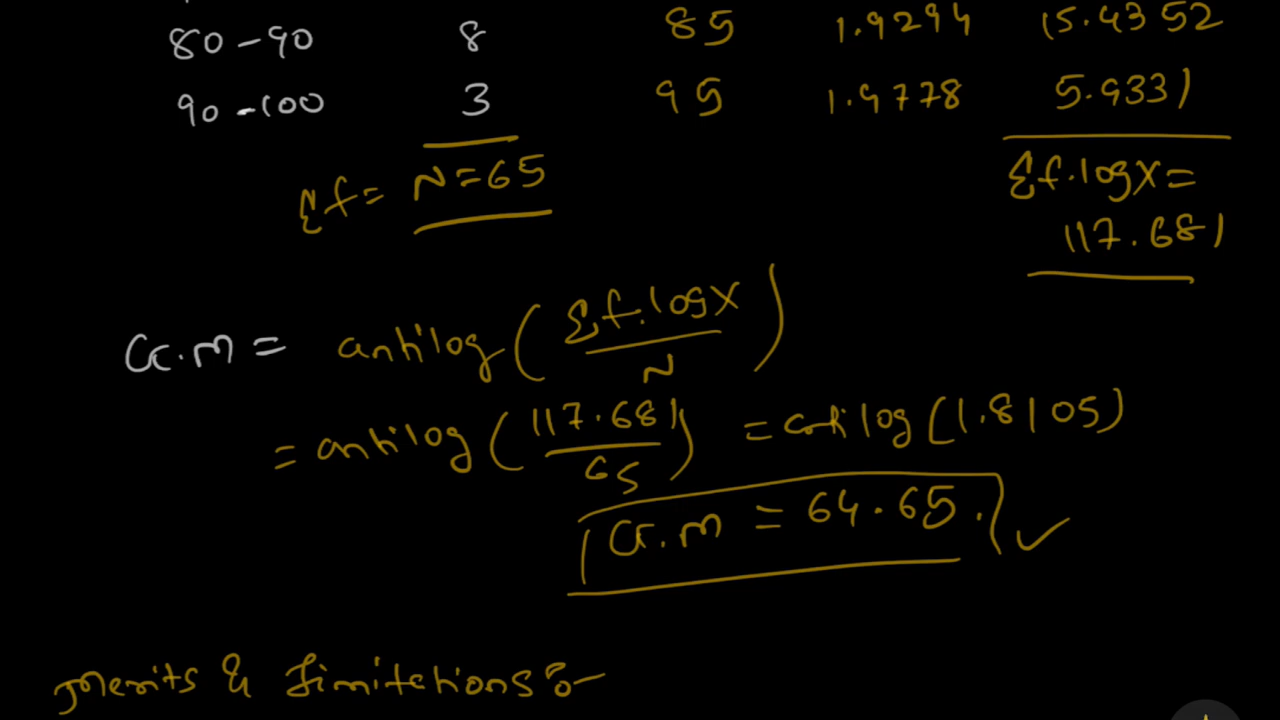 80-90 8 85 1.9294 15.4352
90-100 3 95 1.9778 5.9331
Σf= N=65 Σf.logX=
117.681
G.M = antilog(Σf.logX/N)
= antilog(117.681/65) = antilog(1.8105)
G.M = 64.65.
Merits & Limitations:-